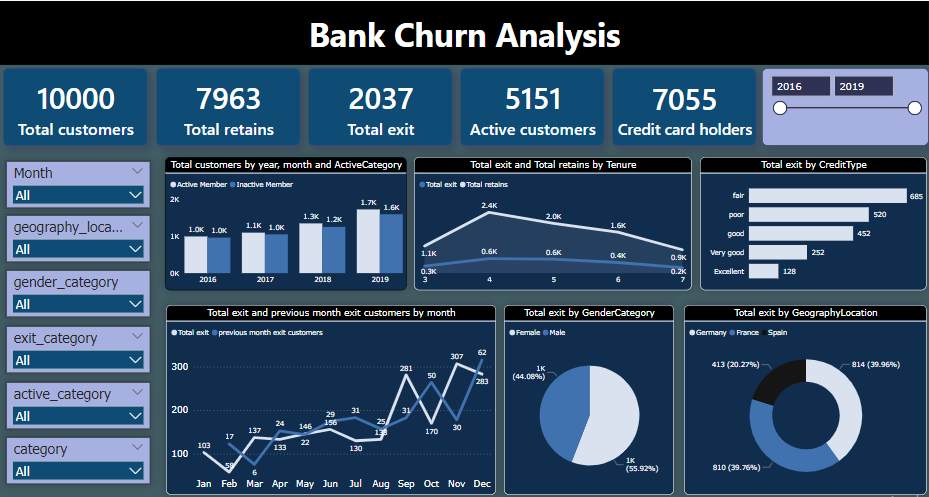 Bank Churn Analysis
10000
Total customers
7963
Total retains
2037
Total exit
5151
Active customers
7055
Credit card holders
2016
2019
Month
All
geography_loca...
All
gender_category
All
exit_category
All
active_category
All
category
All
Total customers by year, month and ActiveCategory
Active Member Inactive Member
2K
1K
0K
1.0K 1.0K 1.1K 1.0K 1.3K 1.2K 1.7K 1.6K
2016 2017 2018 2019
Total exit and Total retains by Tenure
Total exit Total retains
1.1K 2.4K 2.0K 1.6K 0.9K
0.3K 0.6K 0.6K 0.4K 0.2K
3 4 5 6 7
Total exit by CreditType
fair 685
poor 520
good 452
Very good 252
Excellent 128
Total exit and previous month exit customers by month
Total exit previous month exit customers
300
200
100
103 58 137 133 146 156 130 133 281 170 307 283
17 6 24 22 29 31 25 31 50 30 62
Jan Feb Mar Apr May Jun Jul Aug Sep Oct Nov Dec
Total exit by GenderCategory
Female Male
1K
(44.08%)
1K
(55.92%)
Total exit by GeographyLocation
Germany France Spain
413 (20.27%)
814 (39.96%)
810 (39.76%)